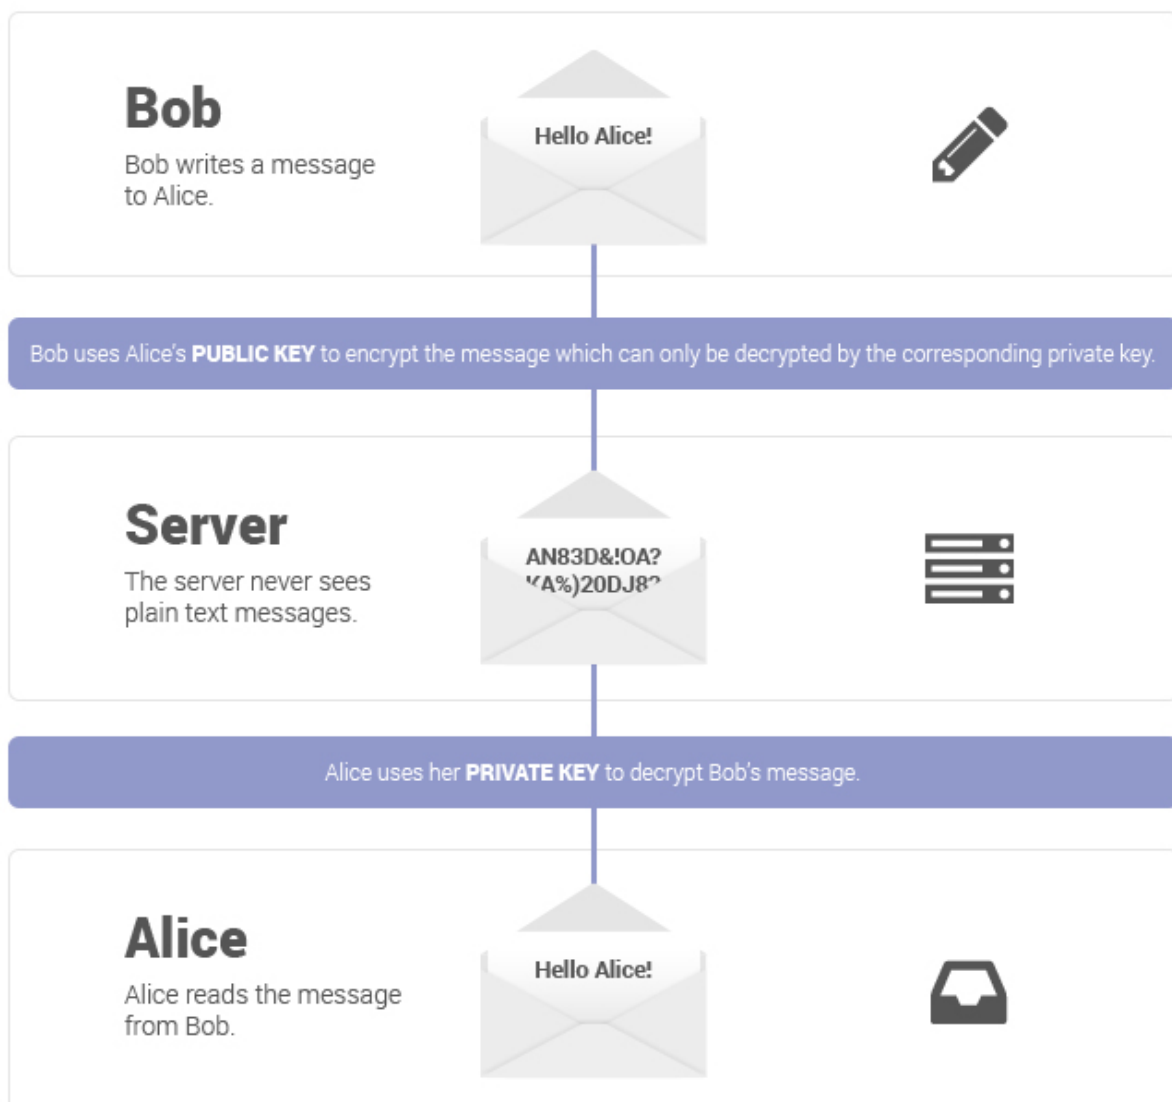 Bob
Bob writes a message
to Alice.
Hello Alice!
Bob uses Alice's PUBLIC KEY to encrypt the message which can only be decrypted by the corresponding private key.
Server
The server never sees
plain text messages.
AN83D&!OA?
KA%)20DJ8?
Alice uses her PRIVATE KEY to decrypt Bob's message.
Alice
Alice reads the message
from Bob.
Hello Alice!